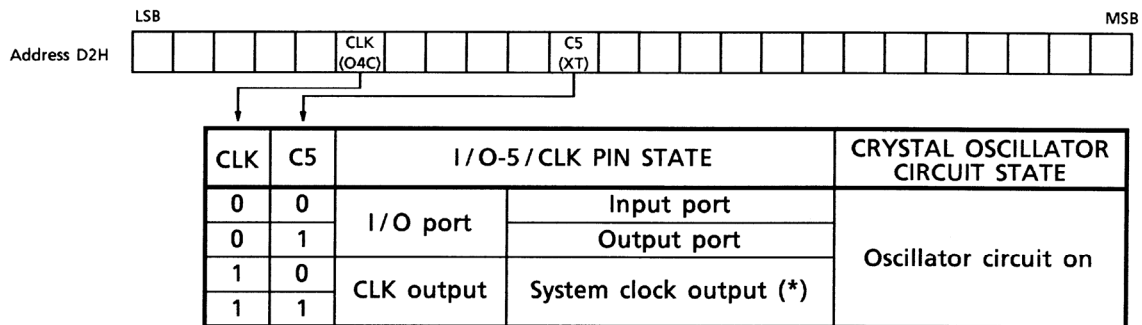 LSB MSB
Address D2H CLK C5
(O4C) (XT)
CLK C5 I/O-5/CLK PIN STATE CRYSTAL OSCILLATOR
CIRCUIT STATE
0 0 I/O port Input port Oscillator circuit on
0 1 Output port
1 0 CLK output System clock output (*)
1 1